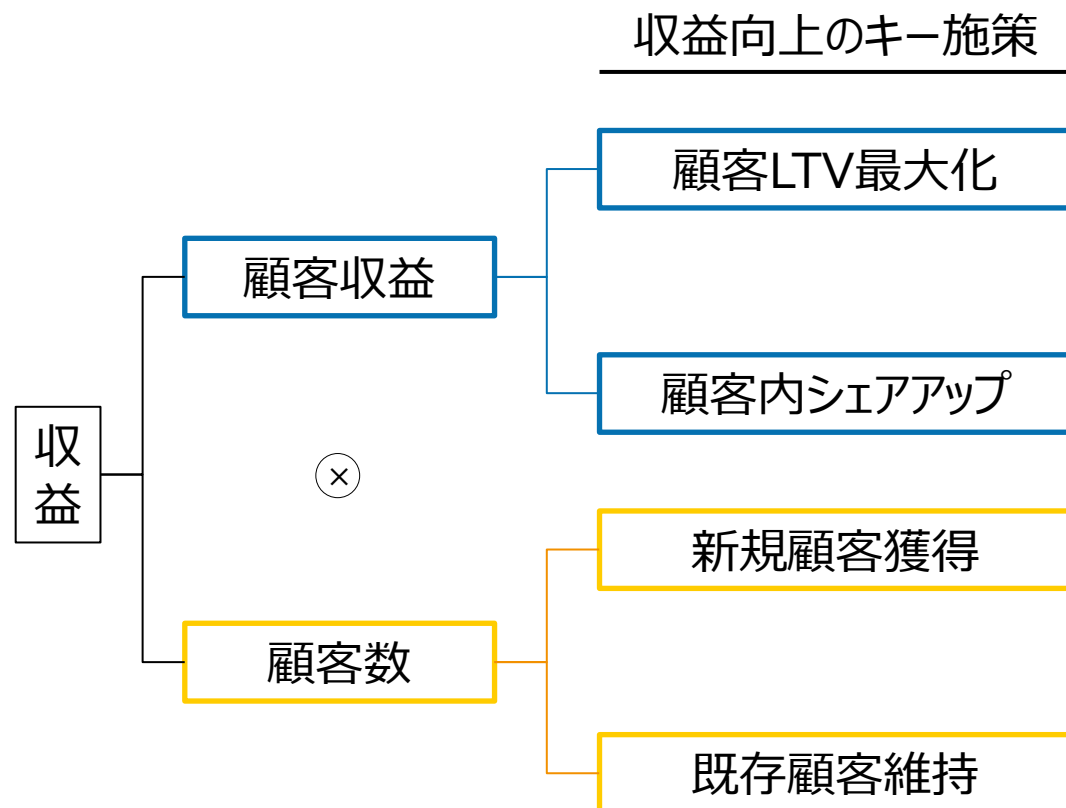 収益向上のキー施策
顧客LTV最大化
顧客収益
顧客内シェアアップ
収
益
×
新規顧客獲得
顧客数
既存顧客維持